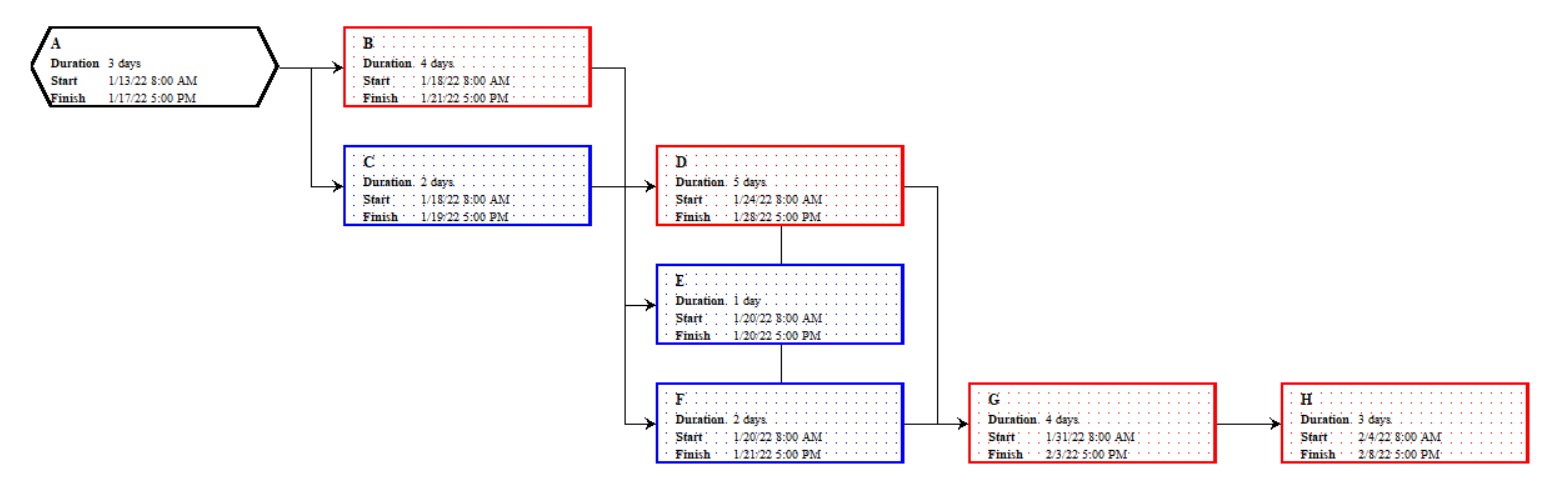 A
Duration 3 days
Start 1/13/22 8:00 AM
Finish 1/17/22 5:00 PM
B
Duration 4 days
Start 1/18/22 8:00 AM
Finish 1/21/22 5:00 PM
C
Duration 2 days
Start 1/18/22 8:00 AM
Finish 1/19/22 5:00 PM
D
Duration 5 days
Start 1/24/22 8:00 AM
Finish 1/28/22 5:00 PM
E
Duration 1 day
Start 1/20/22 8:00 AM
Finish 1/20/22 5:00 PM
F
Duration 2 days
Start 1/20/22 8:00 AM
Finish 1/21/22 5:00 PM
G
Duration 4 days
Start 1/31/22 8:00 AM
Finish 2/3/22 5:00 PM
H
Duration 3 days
Start 2/4/22 8:00 AM
Finish 2/8/22 5:00 PM